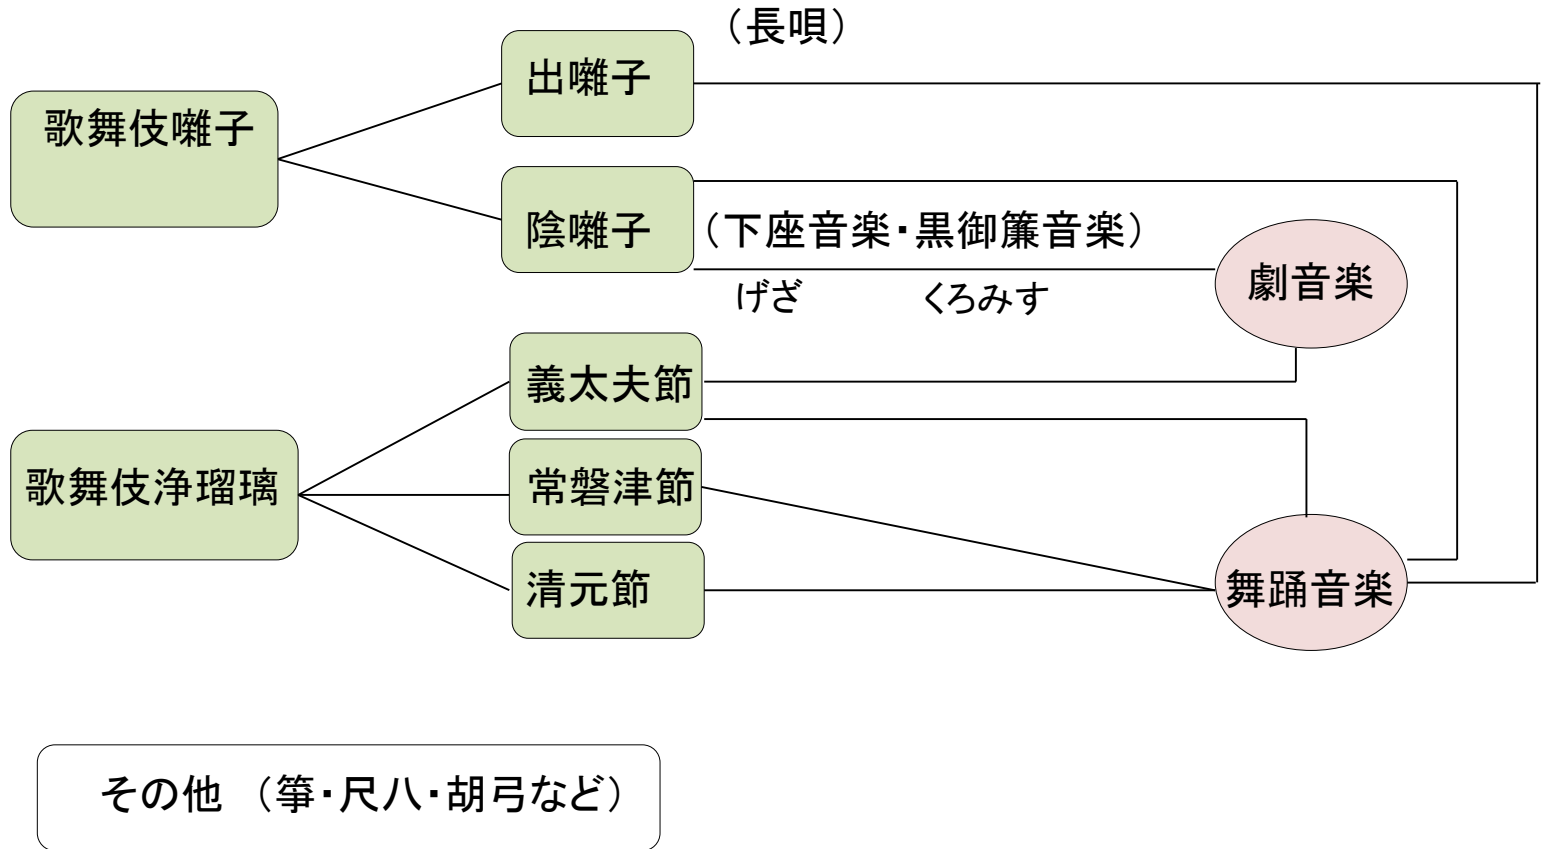 （長唄）
出囃子
歌舞伎囃子
陰囃子
（下座音楽・黒御簾音楽）
げざ
くろみす
劇音楽
義太夫節
常磐津節
歌舞伎浄瑠璃
清元節
舞踊音楽
その他　（箏・尺八・胡弓など）